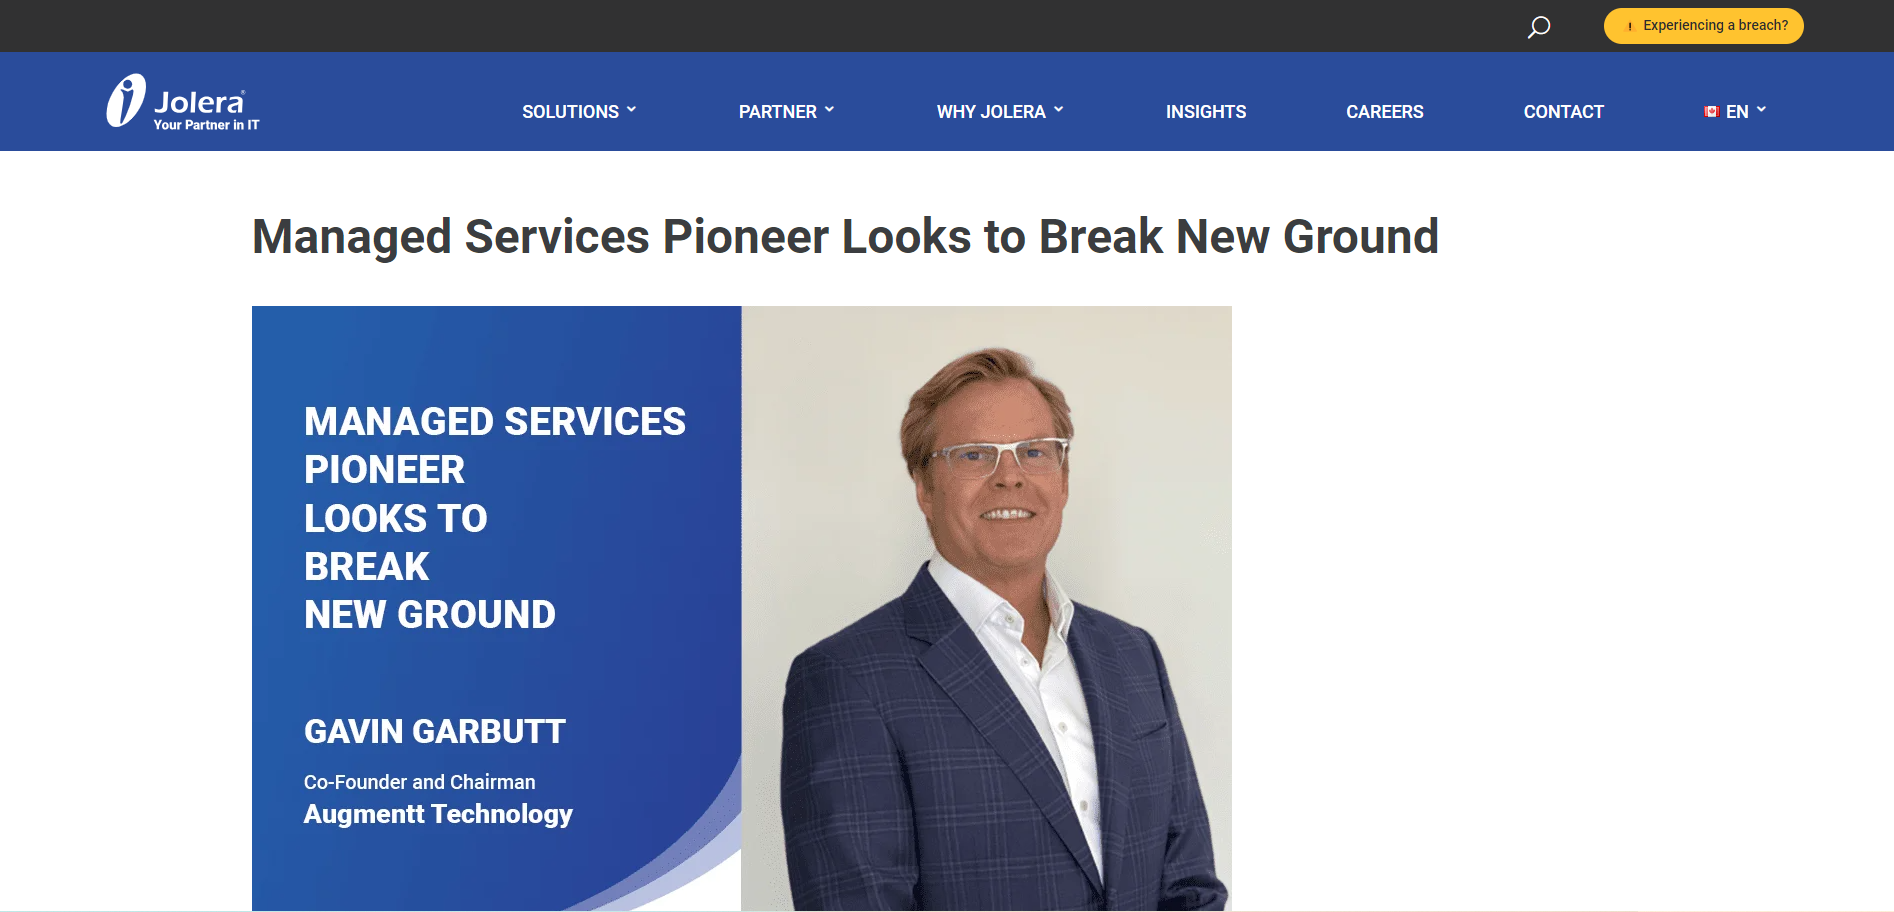 Experiencing a breach?
Jolera®
Your Partner in IT
SOLUTIONS
PARTNER
WHY JOLERA
INSIGHTS
CAREERS
CONTACT
EN
Managed Services Pioneer Looks to Break New Ground
MANAGED SERVICES
PIONEER
LOOKS TO
BREAK
NEW GROUND
GAVIN GARBUTT
Co-Founder and Chairman
Augmentt Technology